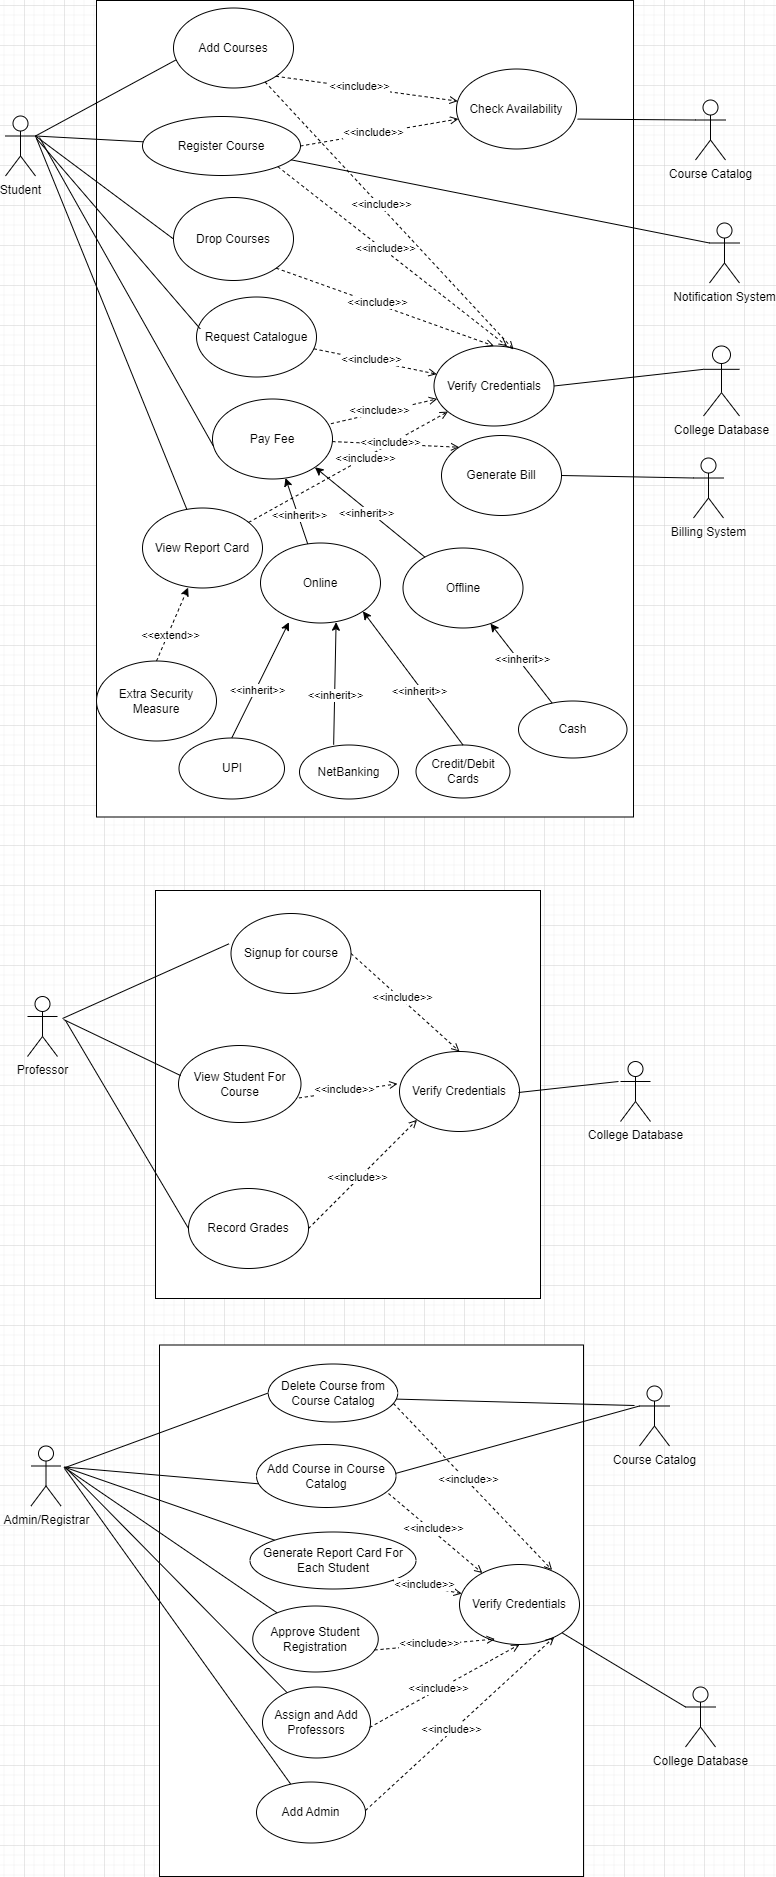 Add Courses
<<include>>
Check Availability
<<include>>
Register Course
Course Catalog
Student
<<include>>
Drop Courses
<<include>>
Notification System
<<include>>
Request Catalogue
<<include>>
Verify Credentials
<<include>>
College Database
Pay Fee
<<include>>
<<include>>
Generate Bill
<<inherit>>
<<inherit>>
Billing System
View Report Card
Online
Offline
<<extend>>
<<inherit>>
Extra Security
Measure
<<inherit>>
<<inherit>>
<<inherit>>
Cash
UPI
NetBanking
Credit/Debit
Cards
Signup for course
<<include>>
Professor
View Student For
Course
<<include>>
Verify Credentials
College Database
<<include>>
Record Grades
Delete Course from
Course Catalog
Course Catalog
Add Course in Course
Catalog
<<include>>
Admin/Registrar
<<include>>
Generate Report Card For
Each Student
<<include>>
Verify Credentials
Approve Student
Registration
<<include>>
<<include>>
Assign and Add
Professors
<<include>>
College Database
Add Admin